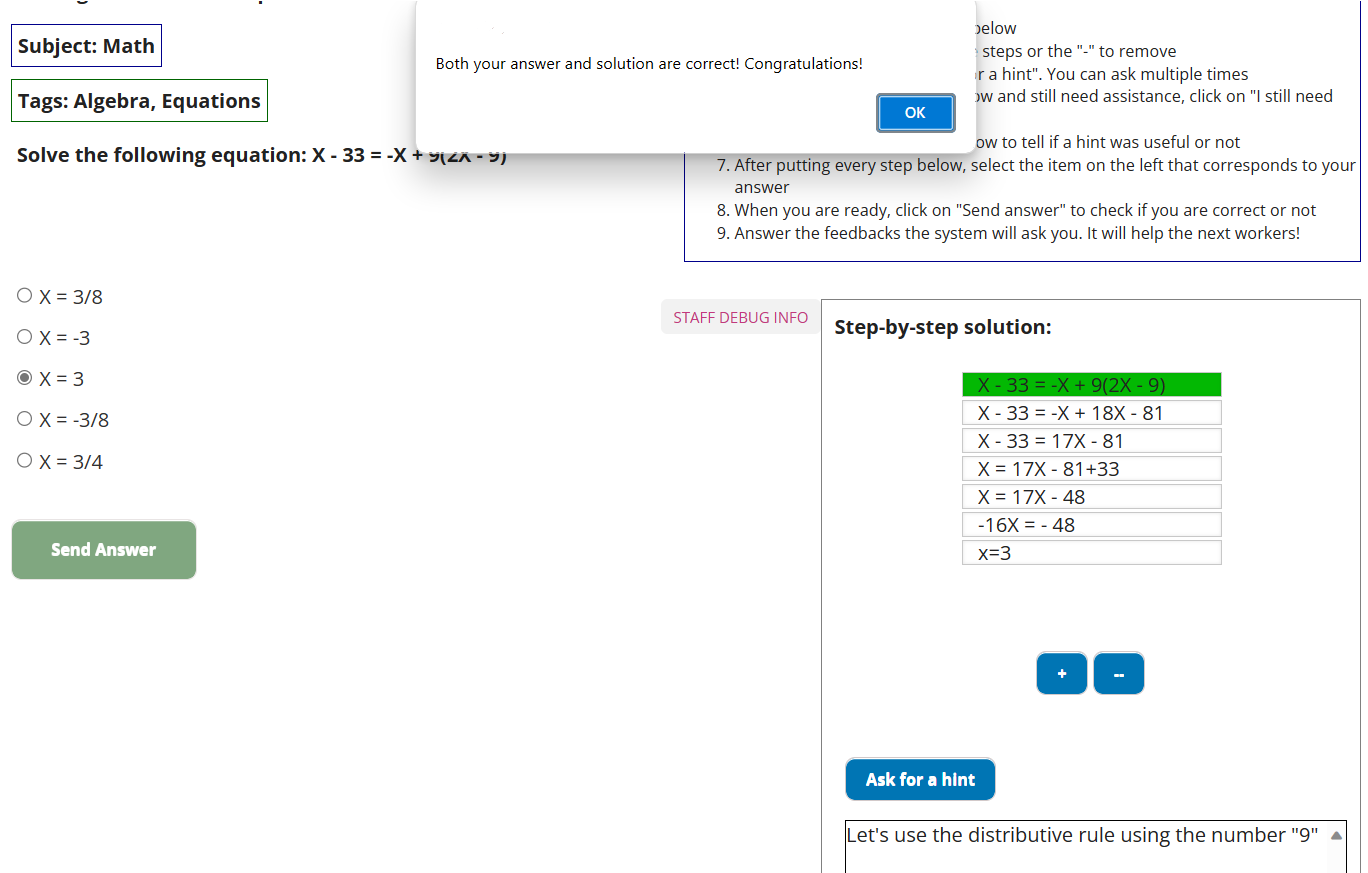 Both your answer and solution are correct! Congratulations!
OK
Subject: Math
Tags: Algebra, Equations
Solve the following equation: X - 33 = -X + 9(2X - 9)
below
steps or the "-" to remove
a hint". You can ask multiple times
and still need assistance, click on "I still need
to tell if a hint was useful or not
7. After putting every step below, select the item on the left that corresponds to your
answer
8. When you are ready, click on "Send answer" to check if you are correct or not
9. Answer the feedbacks the system will ask you. It will help the next workers!
X = 3/8
X = -3
X = 3
X = -3/8
X = 3/4
Send Answer
STAFF DEBUG INFO
Step-by-step solution:
X - 33 = -X + 9(2X - 9)
X - 33 = -X + 18X - 81
X - 33 = 17X - 81
X = 17X - 81+33
X = 17X - 48
-16X = - 48
x=3
+
--
Ask for a hint
Let's use the distributive rule using the number "9"